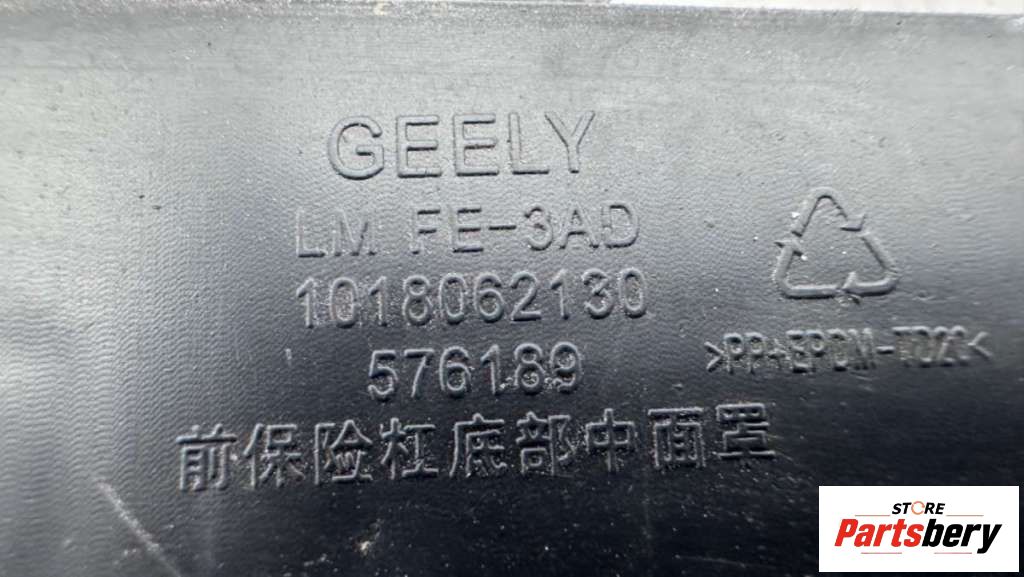 GEELY
LM FE-3AD
1018062130
576189
前保险杠底部中面罩
>PP+EPDM-TD20<
STORE
Partsbery